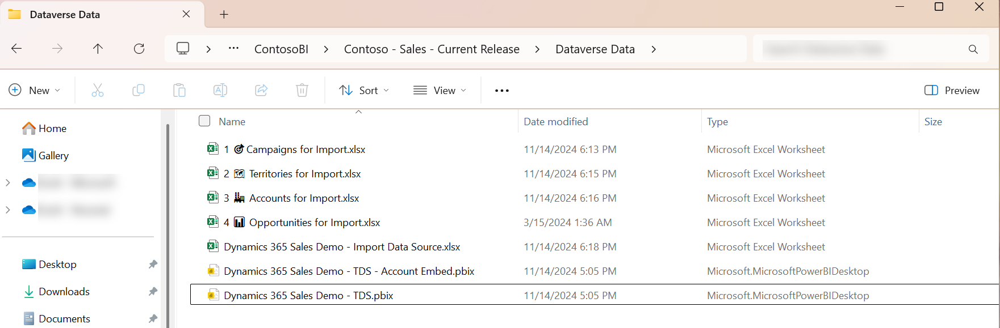 Dataverse Data
ContosoBI > Contoso - Sales - Current Release > Dataverse Data >
New Sort View Preview
Name Date modified Type Size
Home
Gallery
Desktop
Downloads
Documents
1 🎯 Campaigns for Import.xlsx 11/14/2024 6:13 PM Microsoft Excel Worksheet
2 🗺 Territories for Import.xlsx 11/14/2024 6:15 PM Microsoft Excel Worksheet
3 🏭 Accounts for Import.xlsx 11/14/2024 6:16 PM Microsoft Excel Worksheet
4 📊 Opportunities for Import.xlsx 3/15/2024 1:36 AM Microsoft Excel Worksheet
Dynamics 365 Sales Demo - Import Data Source.xlsx 11/14/2024 6:18 PM Microsoft Excel Worksheet
Dynamics 365 Sales Demo - TDS - Account Embed.pbix 11/14/2024 5:05 PM Microsoft.MicrosoftPowerBIDesktop
Dynamics 365 Sales Demo - TDS.pbix 11/14/2024 5:05 PM Microsoft.MicrosoftPowerBIDesktop